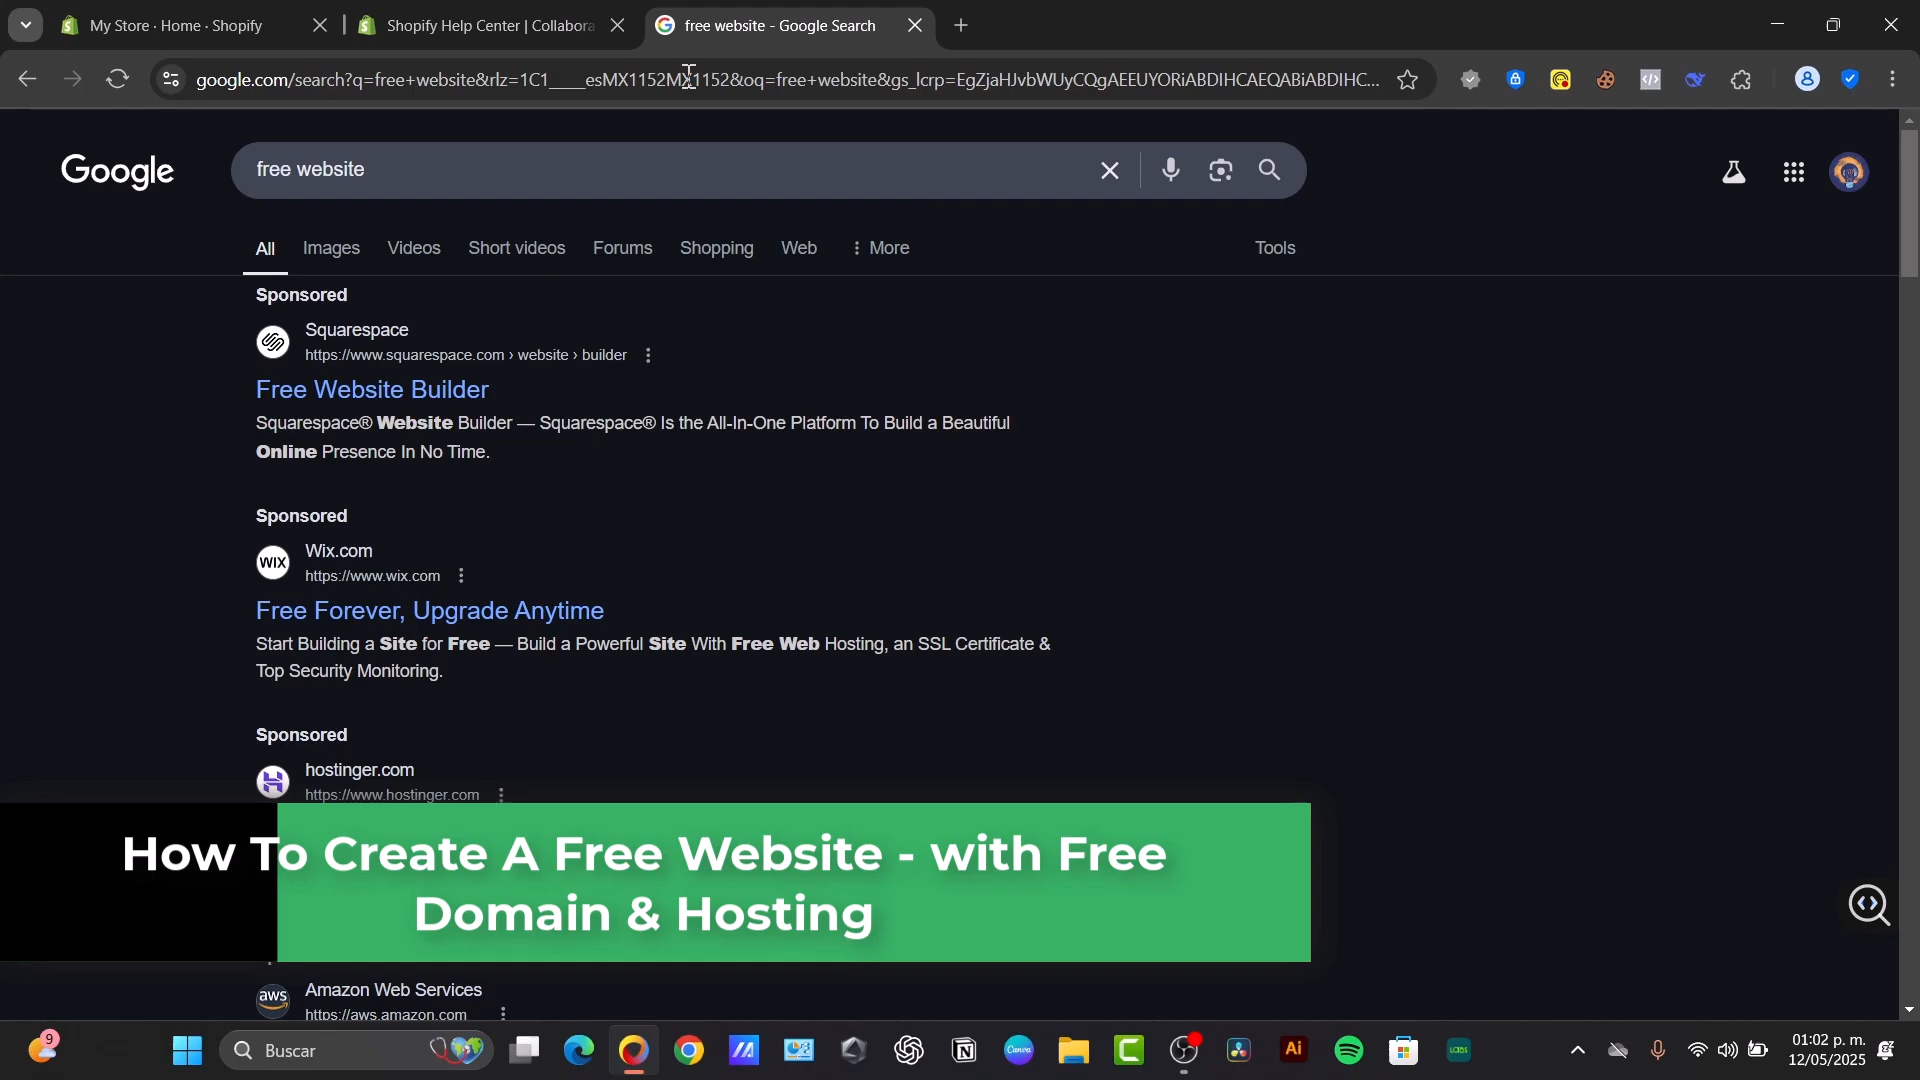 My Store · Home · Shopify
Shopify Help Center | Collabora
free website - Google Search
google.com/search?q=free+website&rlz=1C1____esMX1152MX1152&oq=free+website&gs_lcrp=EgZjaHJvbWUyCQgAEEUYORiABDIHCAEQABiABDIHC...
Google
free website
All
Images
Videos
Short videos
Forums
Shopping
Web
More
Tools
Sponsored
Squarespace
https://www.squarespace.com › website › builder
Free Website Builder
Squarespace® Website Builder — Squarespace® Is the All-In-One Platform To Build a Beautiful
Online Presence In No Time.
Sponsored
WIX
Wix.com
https://www.wix.com
Free Forever, Upgrade Anytime
Start Building a Site for Free — Build a Powerful Site With Free Web Hosting, an SSL Certificate &
Top Security Monitoring.
Sponsored
hostinger.com
https://www.hostinger.com
How To Create A Free Website - with Free
Domain & Hosting
aws
Amazon Web Services
https://aws.amazon.com
9
Buscar
Canva
Ai
LABS
01:02 p. m.
12/05/2025